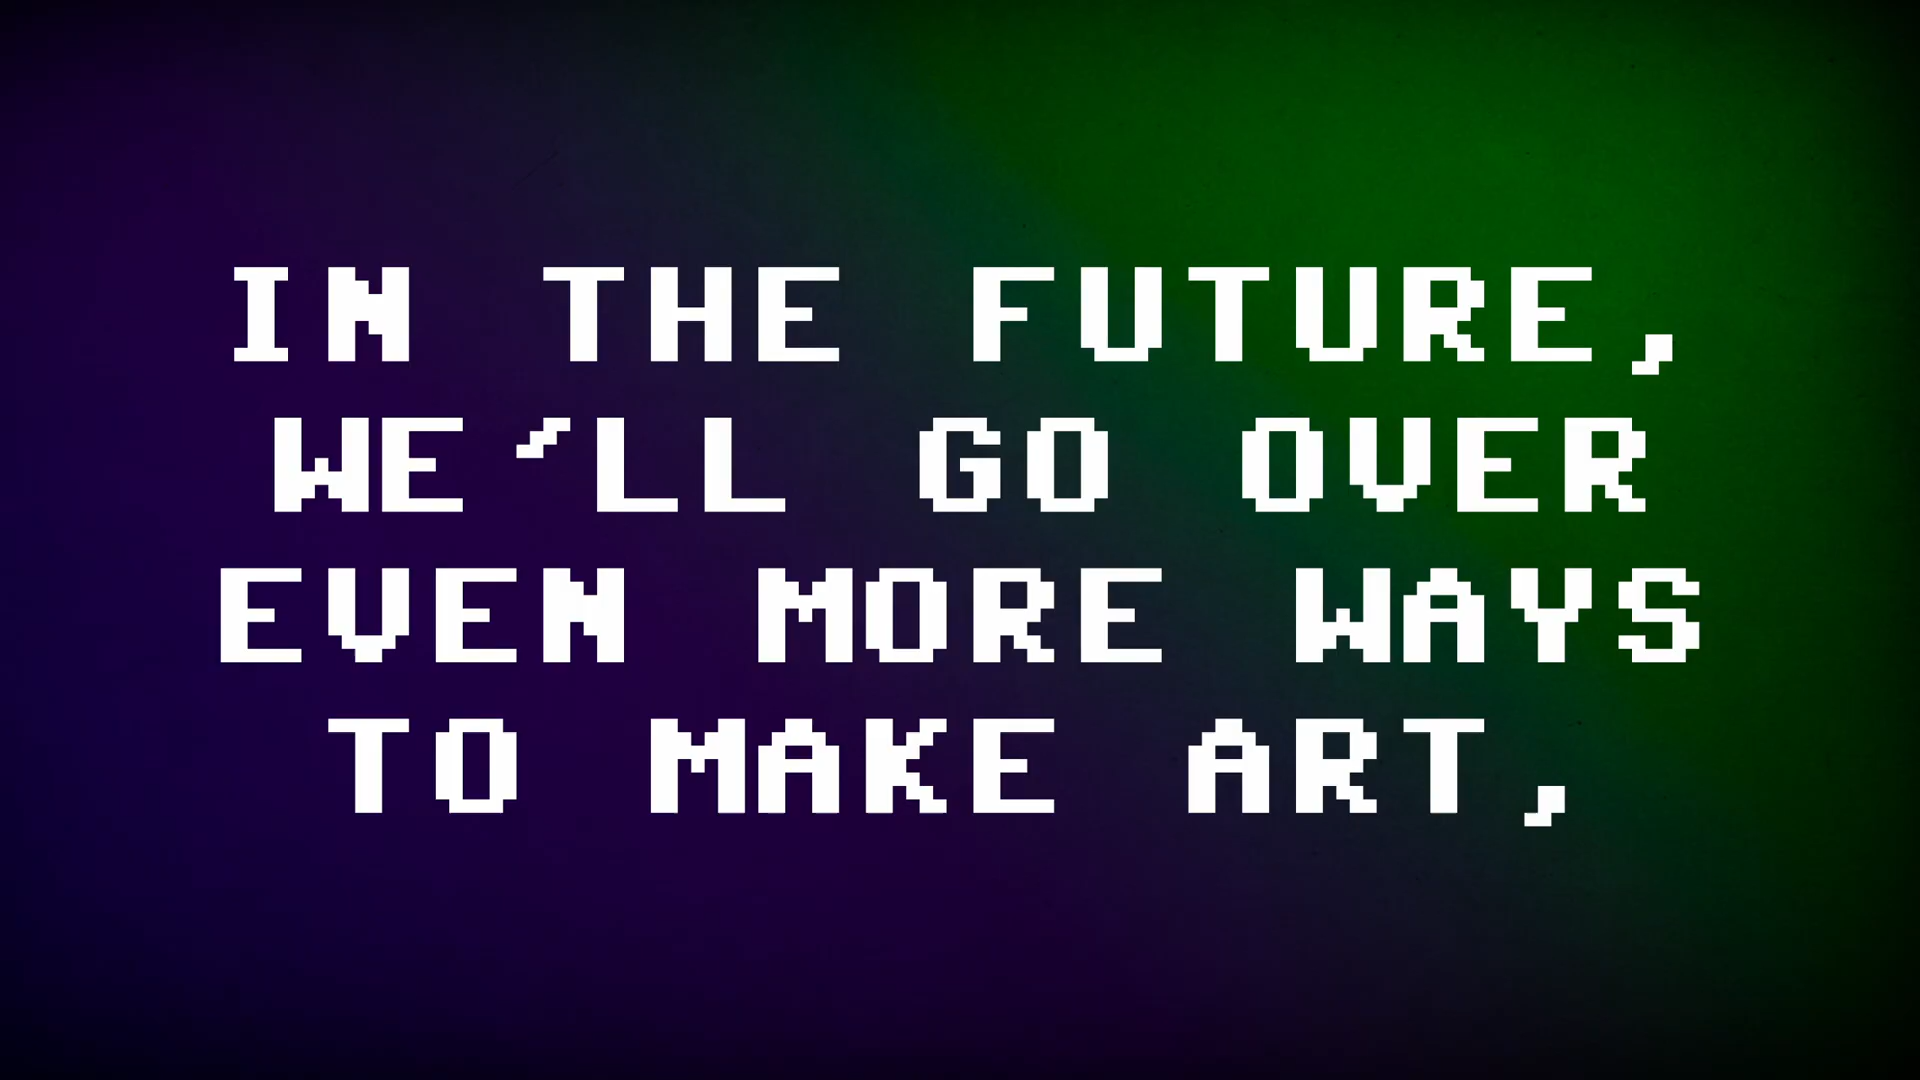 IN THE FUTURE,
WE'LL GO OVER
EVEN MORE WAYS
TO MAKE ART,